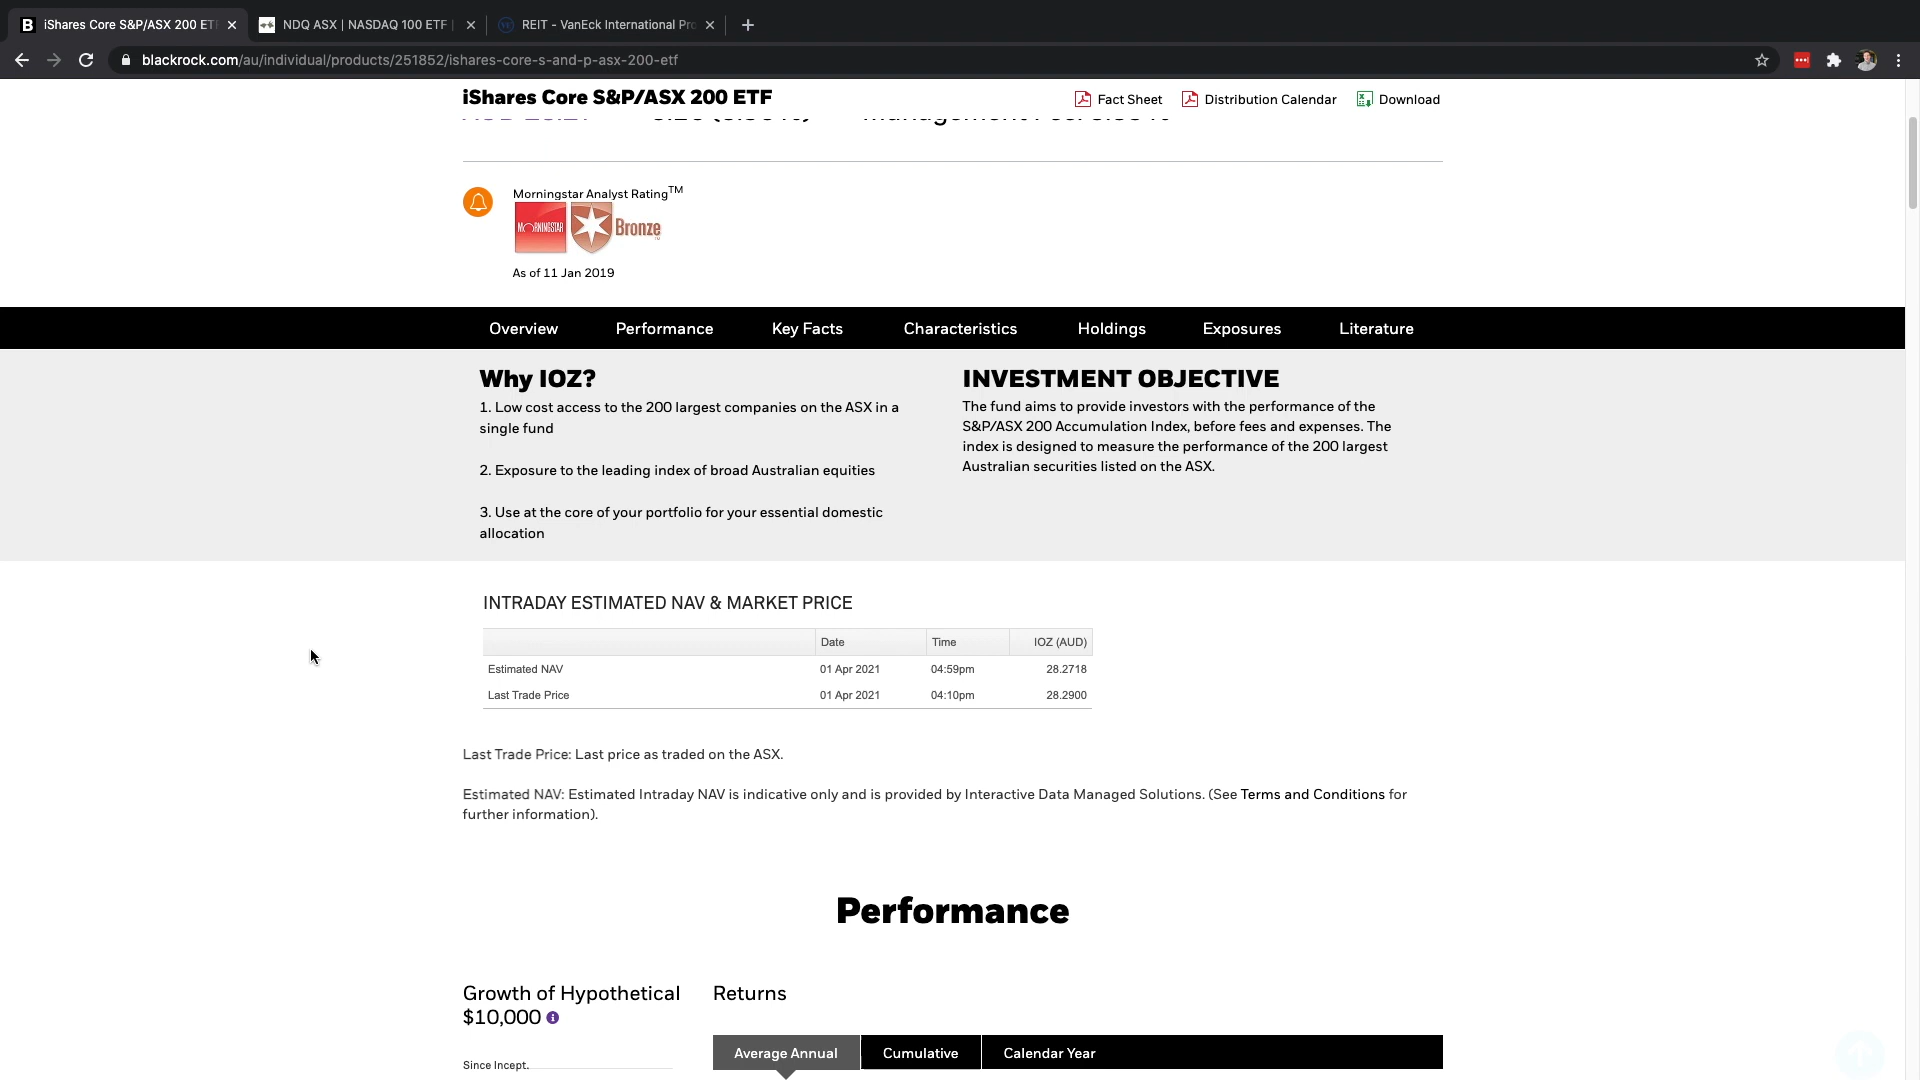 iShares Core S&P/ASX 200 ETF
NDQ ASX | NASDAQ 100 ETF |
REIT - VanEck International Pro
blackrock.com/au/individual/products/251852/ishares-core-s-and-p-asx-200-etf
iShares Core S&P/ASX 200 ETF
Fact Sheet
Distribution Calendar
Download
Morningstar Analyst Rating™
MORNINGSTAR
Bronze™
As of 11 Jan 2019
Overview
Performance
Key Facts
Characteristics
Holdings
Exposures
Literature
Why IOZ?
1. Low cost access to the 200 largest companies on the ASX in a
single fund
2. Exposure to the leading index of broad Australian equities
3. Use at the core of your portfolio for your essential domestic
allocation
INVESTMENT OBJECTIVE
The fund aims to provide investors with the performance of the
S&P/ASX 200 Accumulation Index, before fees and expenses. The
index is designed to measure the performance of the 200 largest
Australian securities listed on the ASX.
INTRADAY ESTIMATED NAV & MARKET PRICE
Date Time IOZ (AUD)
Estimated NAV 01 Apr 2021 04:59pm 28.2718
Last Trade Price 01 Apr 2021 04:10pm 28.2900
Last Trade Price: Last price as traded on the ASX.
Estimated NAV: Estimated Intraday NAV is indicative only and is provided by Interactive Data Managed Solutions. (See Terms and Conditions for
further information).
Performance
Growth of Hypothetical
$10,000
Since Incept.
Returns
Average Annual
Cumulative
Calendar Year